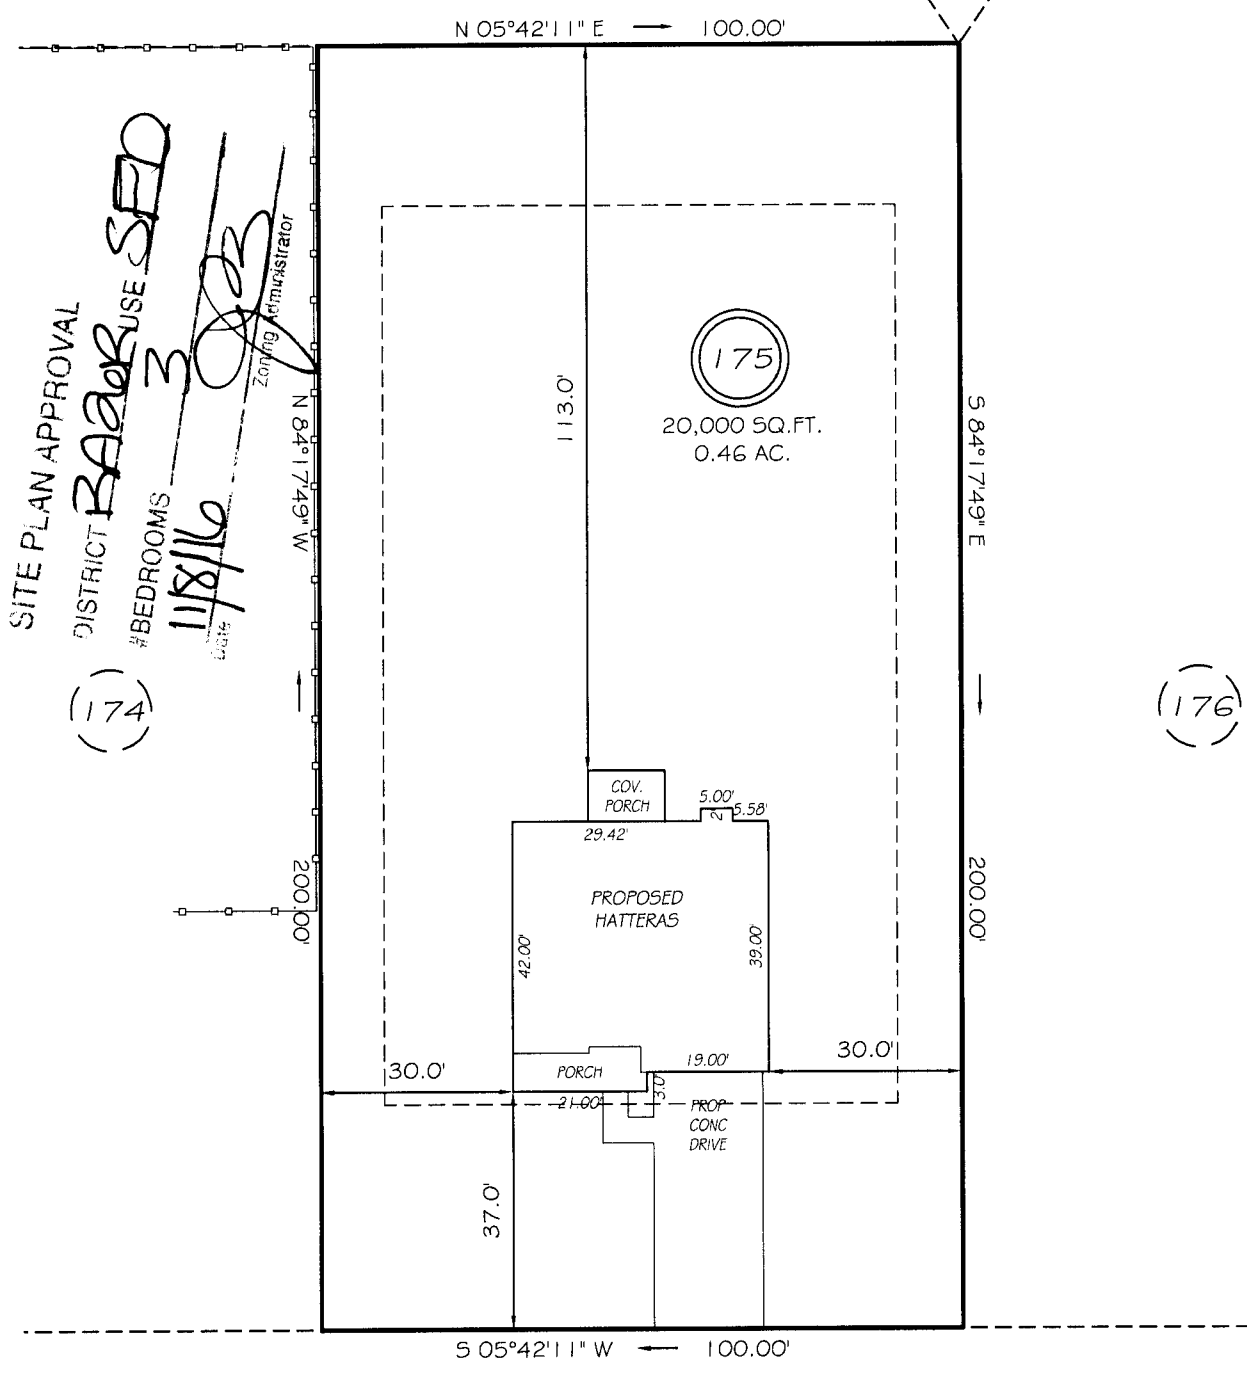 N 05°42'11" E 100.00'
SITE PLAN APPROVAL
DISTRICT RA20R USE SFD
#BEDROOMS 3
11/8/16
Date Zoning Administrator
N 84°17'49" W
200.00'
113.0'
175
20,000 SQ.FT.
0.46 AC.
S 84°17'49" E
200.00'
174
176
COV.
PORCH
5.00'
2'
5.58'
29.42'
PROPOSED
HATTERAS
42.00'
39.00'
30.0'
PORCH
19.00'
30.0'
21.00'
3.0'
PROP
CONC
DRIVE
37.0'
S 05°42'11" W 100.00'